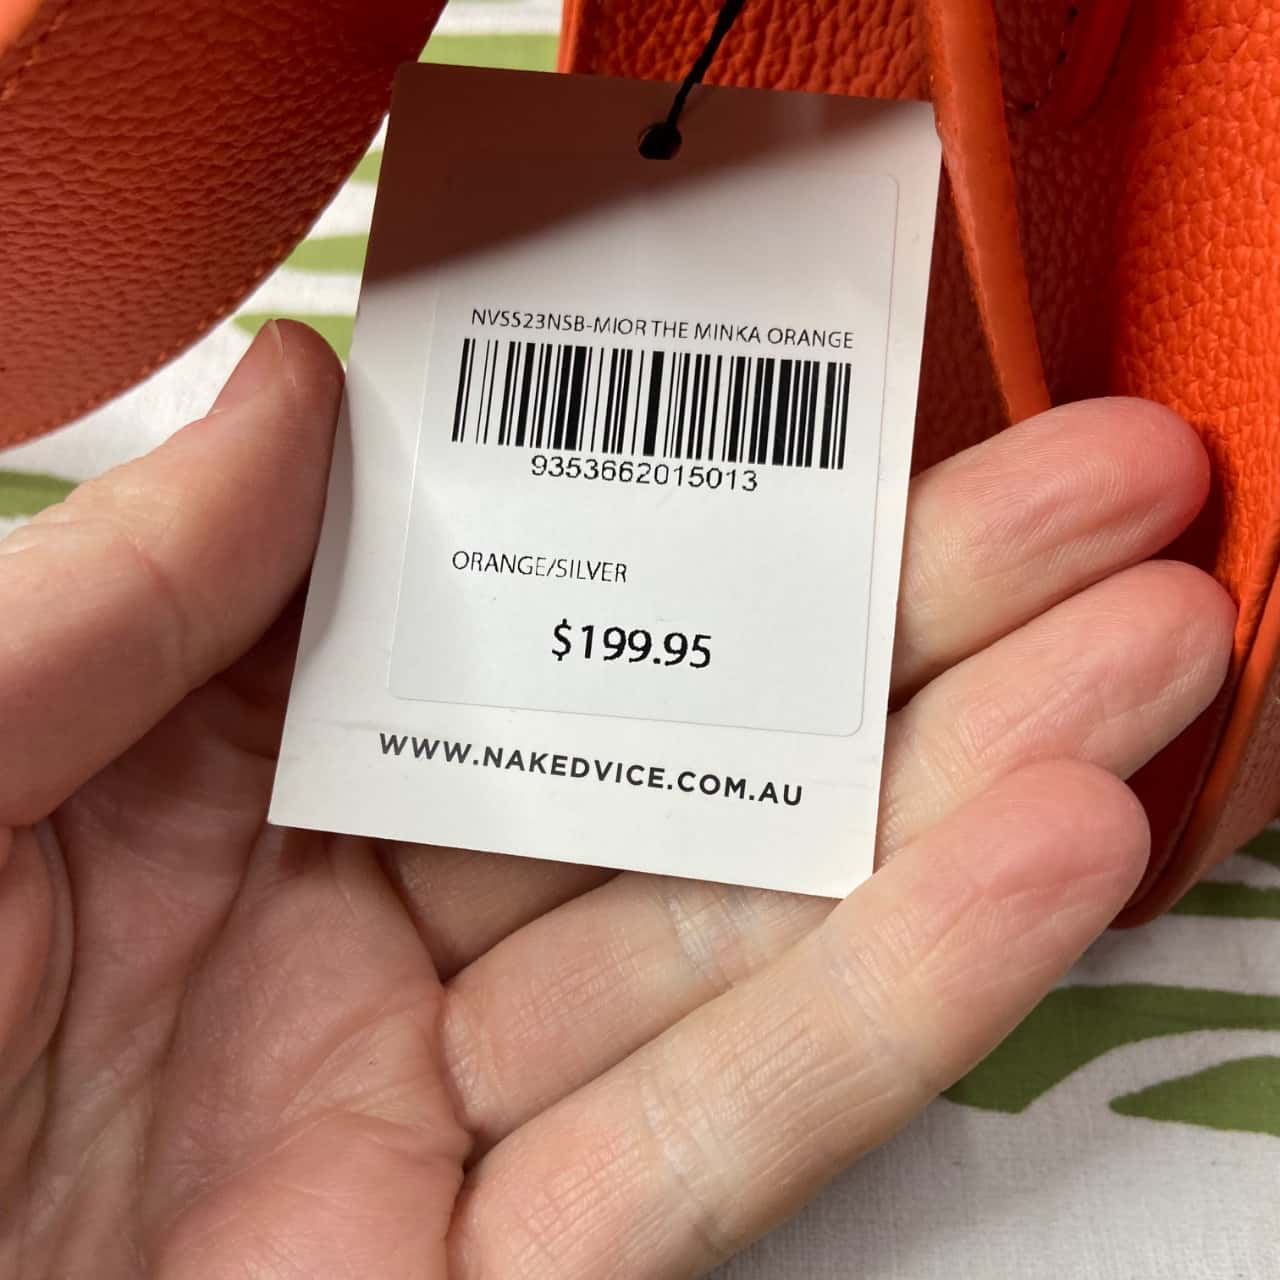 NVSS23NSB-MIOR THE MINKA ORANGE
9353662015013
ORANGE/SILVER
$199.95
WWW.NAKEDVICE.COM.AU